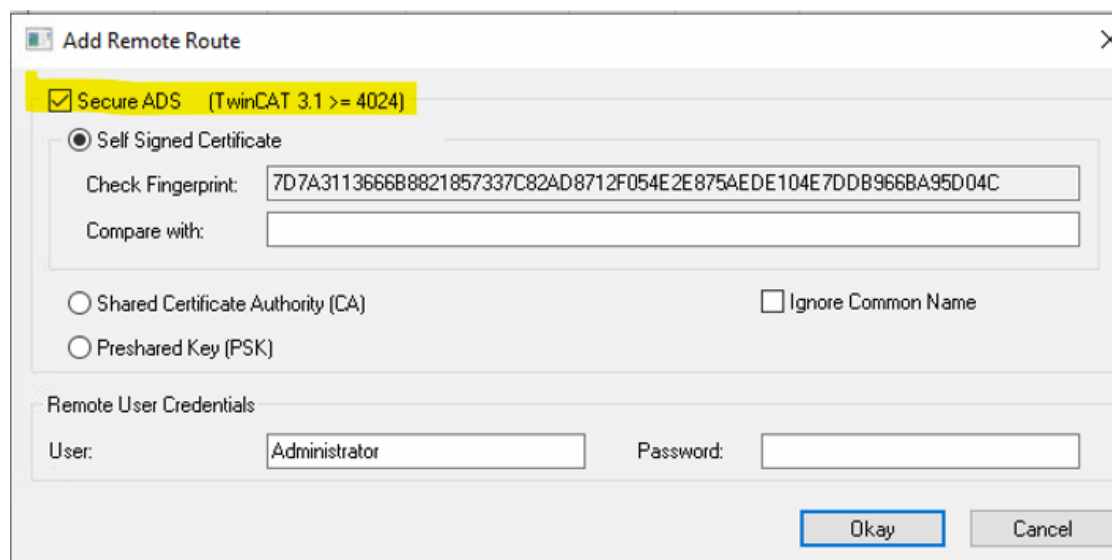 Add Remote Route
Secure ADS (TwinCAT 3.1 >= 4024)
Self Signed Certificate
Check Fingerprint: 7D7A3113666B8821857337C82AD8712F054E2E875AEDE104E7DDB966BA95D04C
Compare with:
Shared Certificate Authority (CA) Ignore Common Name
Preshared Key (PSK)
Remote User Credentials
User: Administrator Password:
Okay Cancel